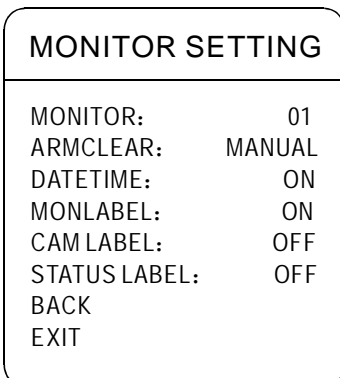 MONITOR SETTING
MONITOR： 01
ARMCLEAR： MANUAL
DATETIME： ON
MONLABEL： ON
CAM LABEL： OFF
STATUS LABEL： OFF
BACK
EXIT